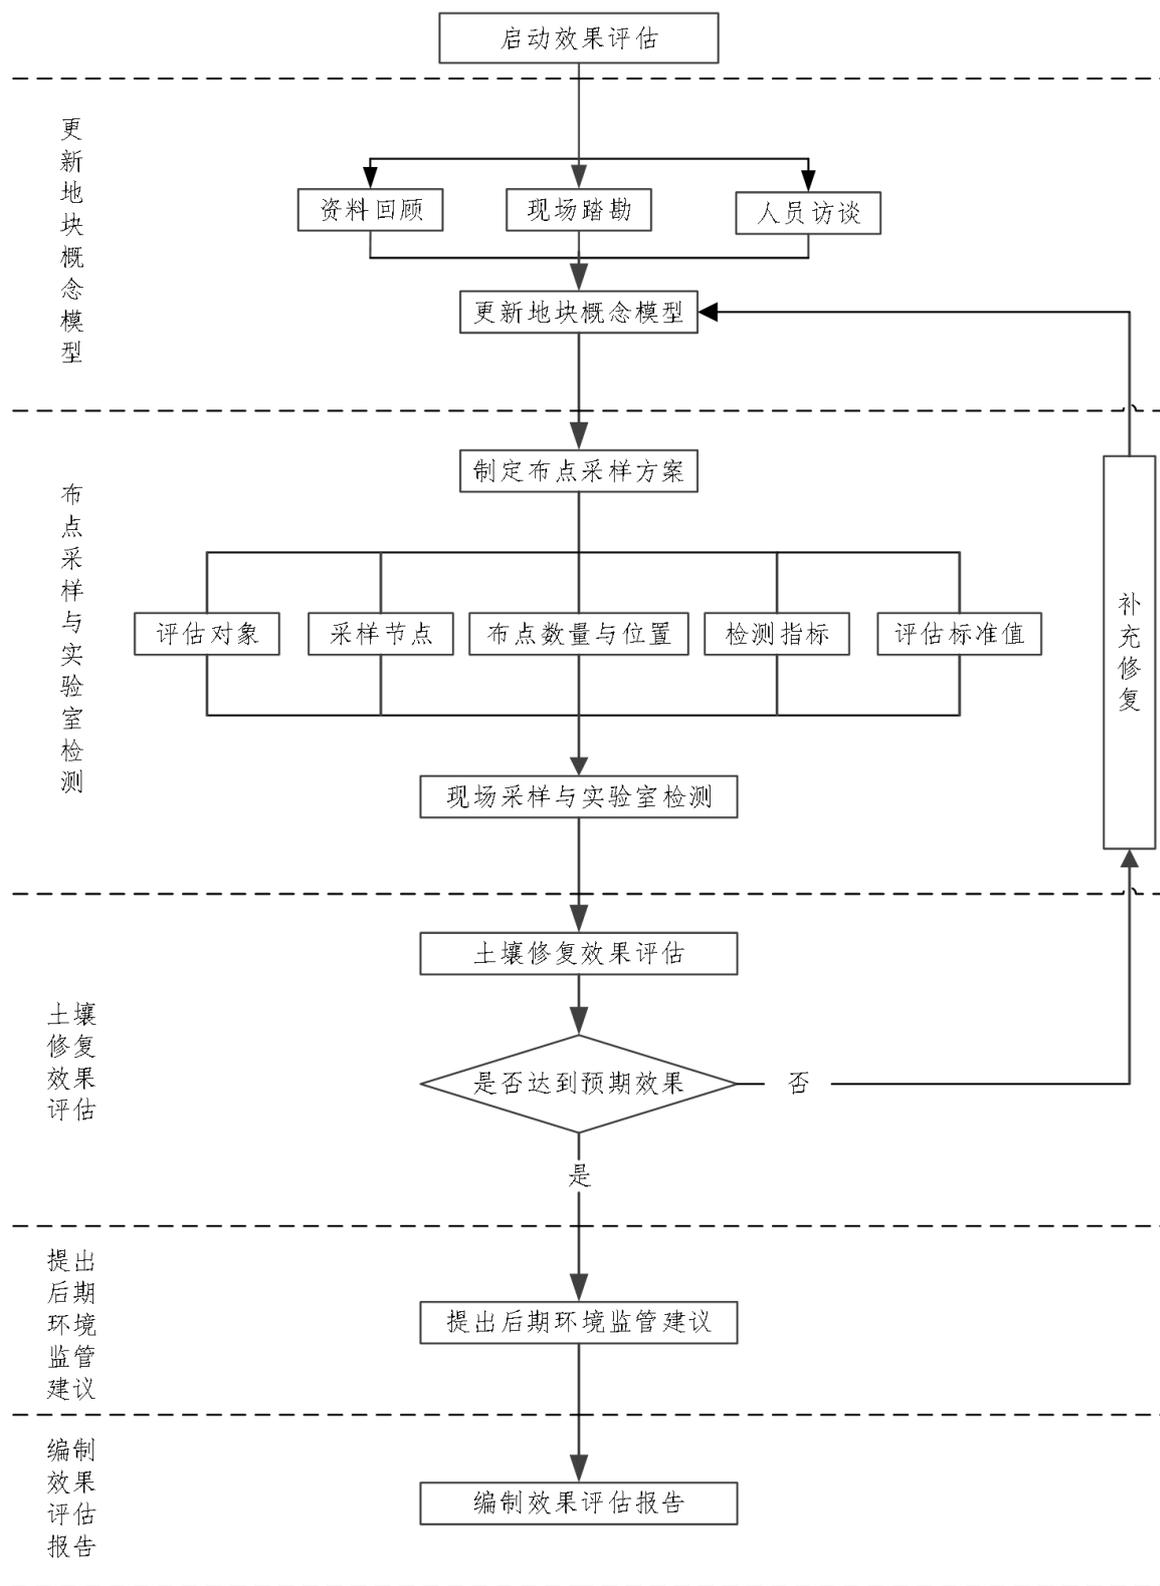 启动效果评估
更新地块概念模型
资料回顾
现场踏勘
人员访谈
更新地块概念模型
布点采样与实验室检测
制定布点采样方案
评估对象
采样节点
布点数量与位置
检测指标
评估标准值
补充修复
现场采样与实验室检测
土壤
修复
效果
评估
土壤修复效果评估
是否达到预期效果
否
是
提出
后期
环境
监管
建议
提出后期环境监管建议
编制
效果
评估
报告
编制效果评估报告